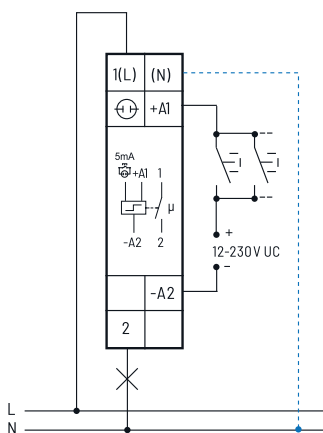 1(L) (N)
+A1
5mA
+A1 1
µ
-A2 2
+
12-230V UC
-
-A2
2
L
N